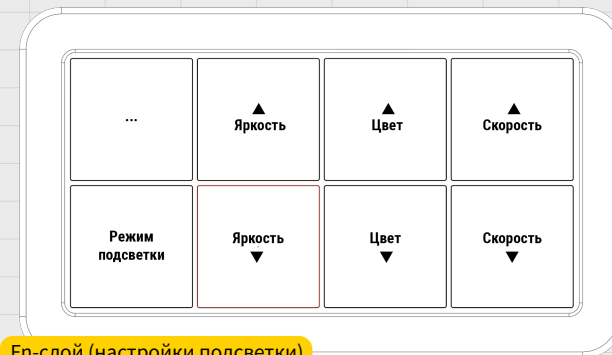 ...
▲
Яркость
▲
Цвет
▲
Скорость
Режим
подсветки
Яркость
▼
Цвет
▼
Скорость
▼
Fn-слой (настройки подсветки)